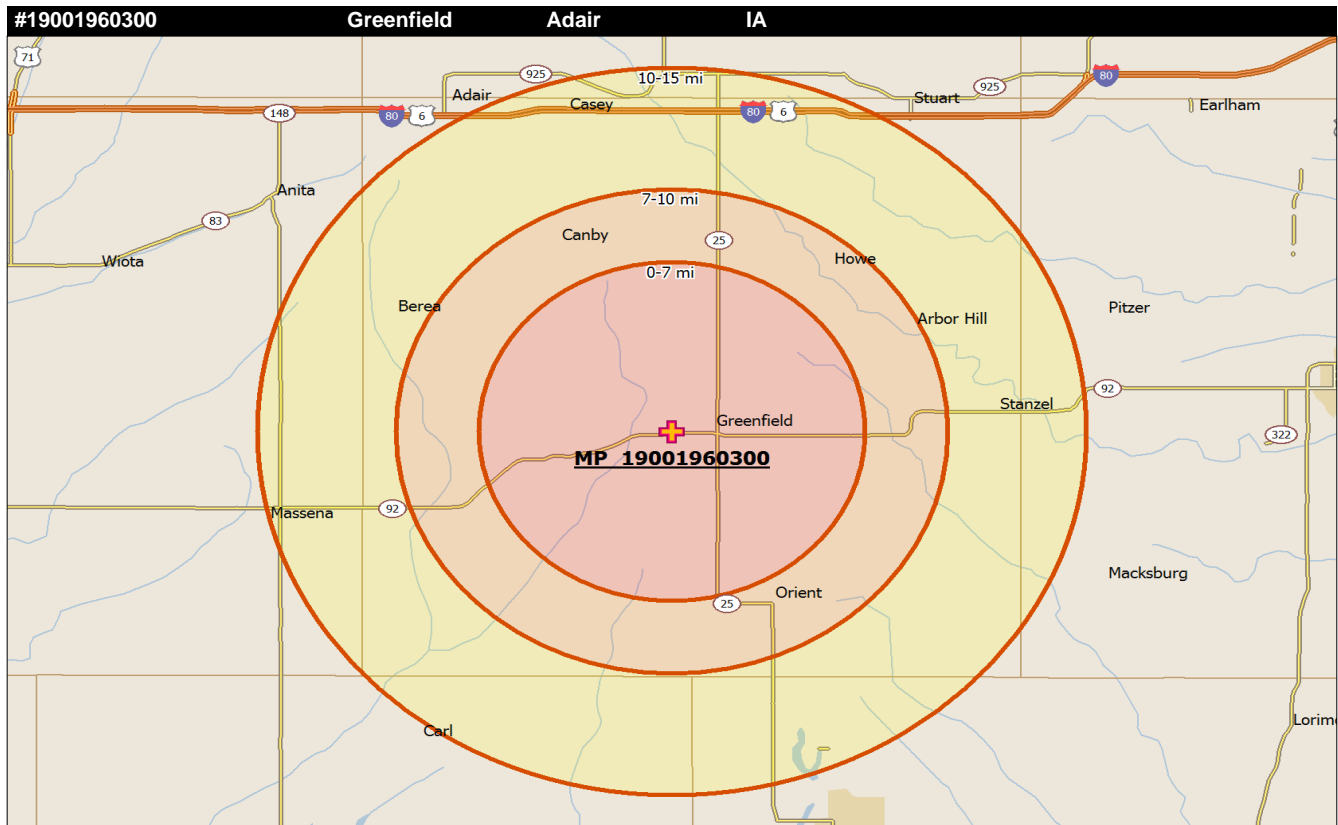 #19001960300 Greenfield Adair IA
71
10-15 mi
925
80
925
Adair
Casey
Stuart
Earlham
148
80 6
80 6
Anita
7-10 mi
83
Canby
25
Wiota
Howe
0-7 mi
Berea
Pitzer
Arbor Hill
92
Stanzel
Greenfield
322
MP 19001960300
Massena
92
Macksburg
Orient
25
Lorim
Carl